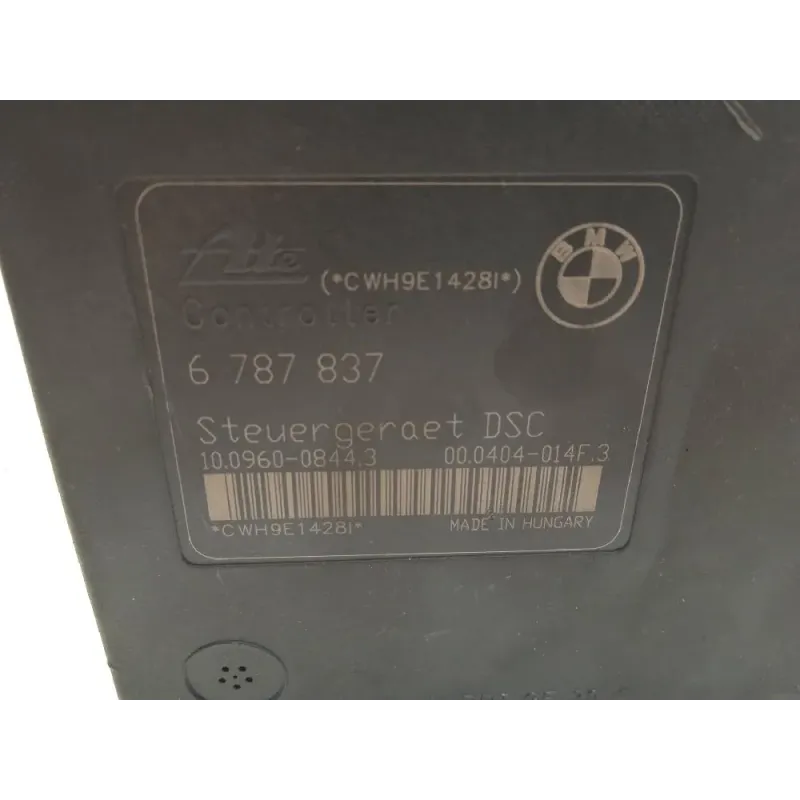 Ate
(*CWH9E1428I*)
BMW
Controller
6 787 837
Steuergeraet DSC
10.0960-0844.3 00.0404-014F.3
*CWH9E1428I*
MADE IN HUNGARY